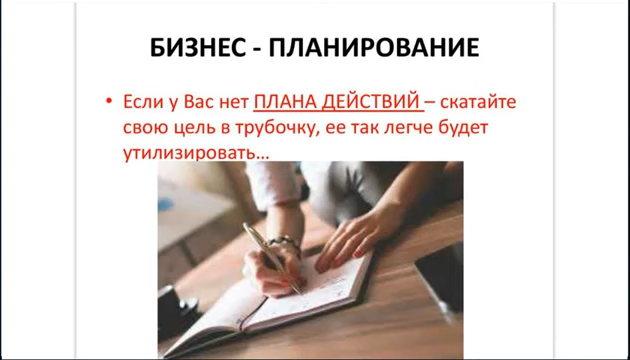 БИЗНЕС - ПЛАНИРОВАНИЕ
• Если у Вас нет ПЛАНА ДЕЙСТВИЙ – скатайте
свою цель в трубочку, ее так легче будет
утилизировать…